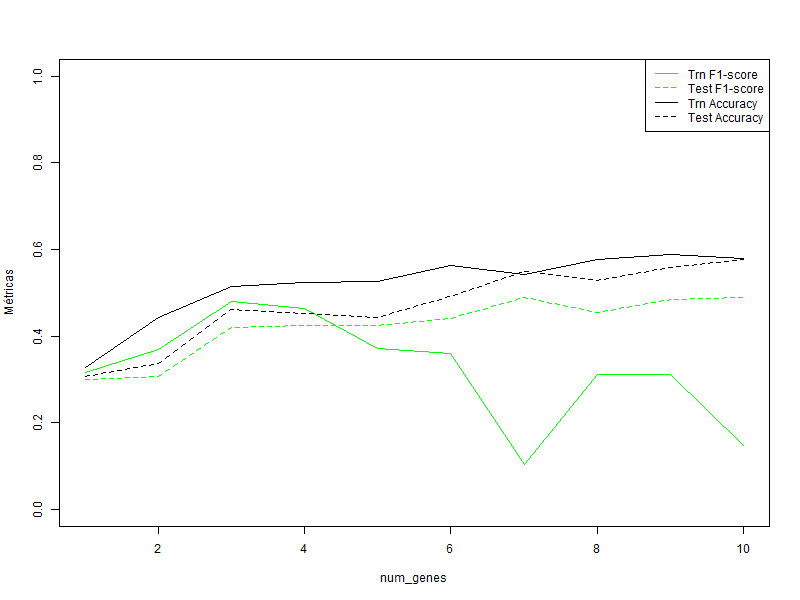 Trn F1-score
Test F1-score
Trn Accuracy
Test Accuracy
1.0
0.8
0.6
0.4
0.2
0.0
Métricas
2
4
6
8
10
num_genes